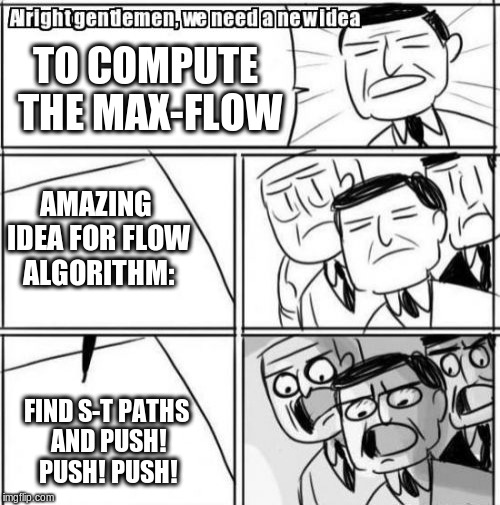 Alright gentlemen, we need a new idea
TO COMPUTE
THE MAX-FLOW
AMAZING
IDEA FOR FLOW
ALGORITHM:
FIND S-T PATHS
AND PUSH!
PUSH! PUSH!
imgflip.com